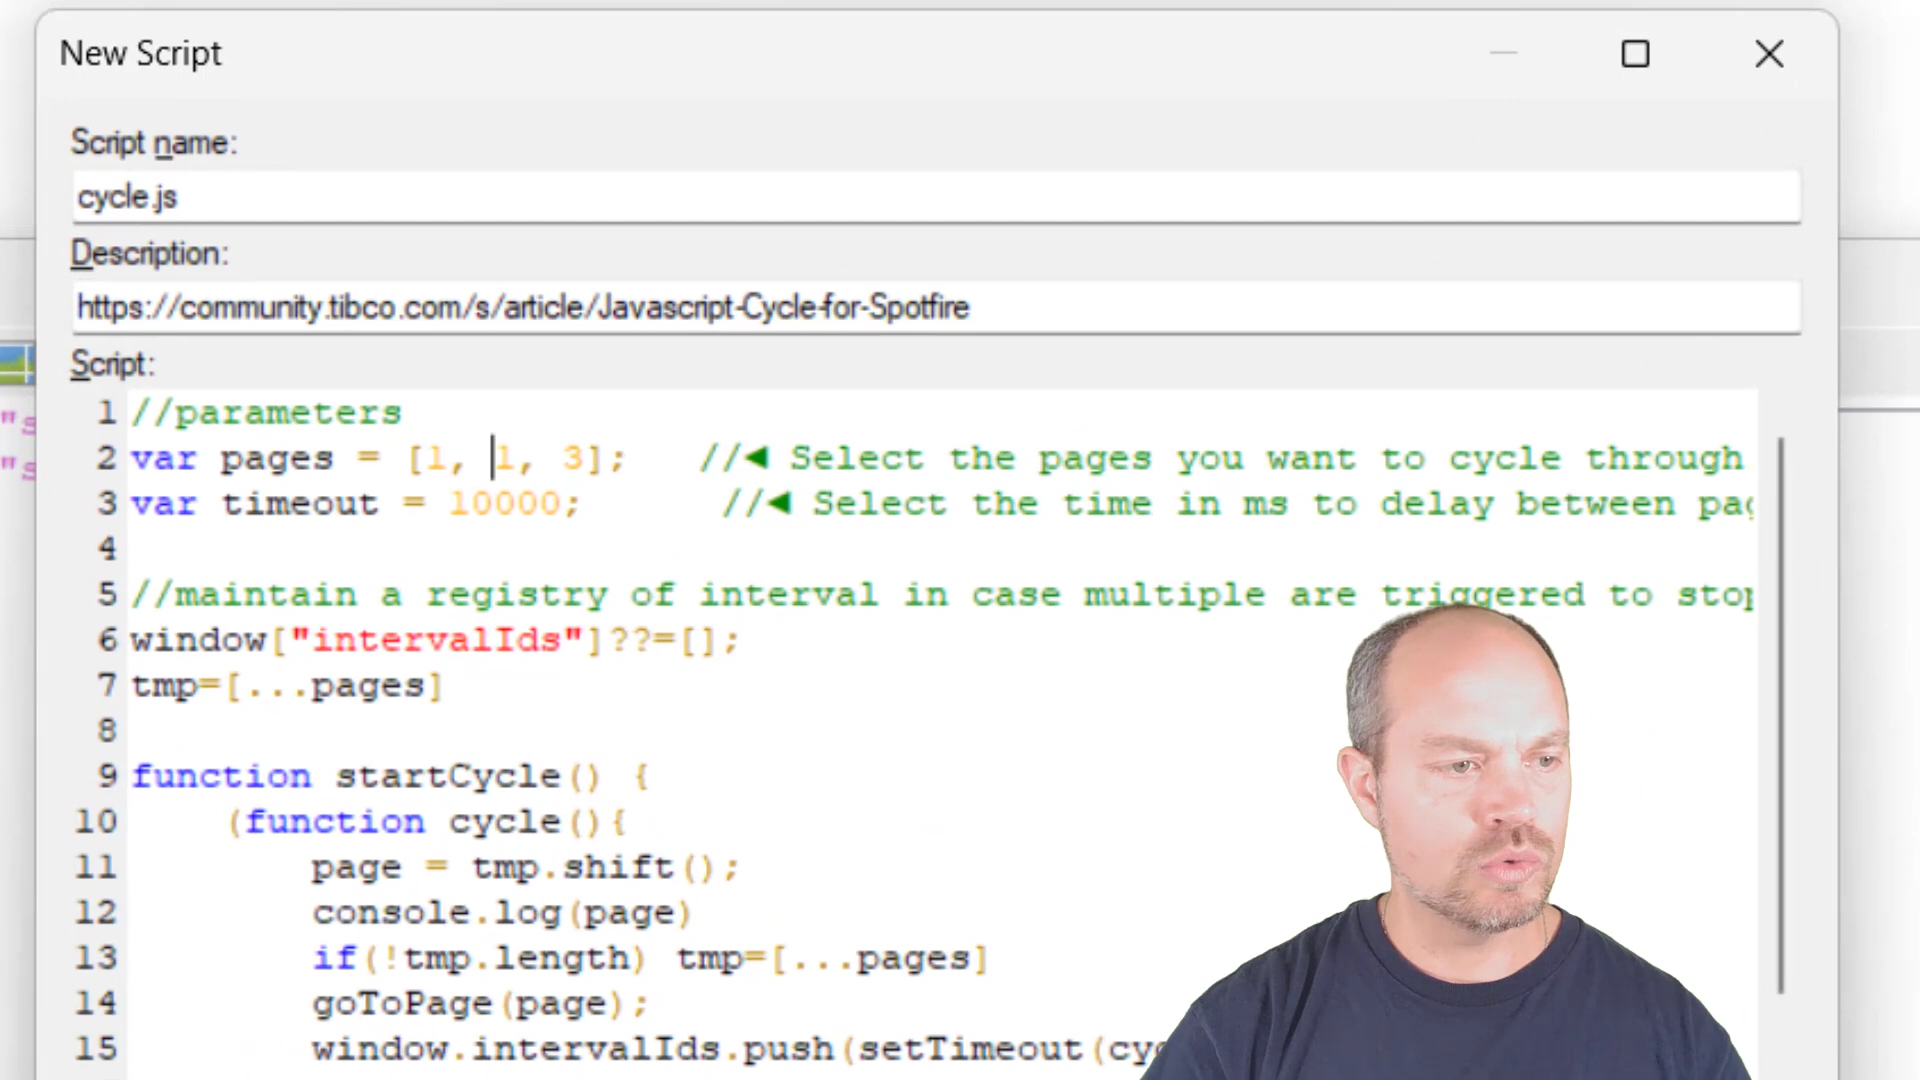 New Script
Script name:
cycle.js
Description:
https://community.tibco.com/s/article/Javascript-Cycle-for-Spotfire
Script:
1 //parameters
2 var pages = [1, 1, 3]; //◄ Select the pages you want to cycle through
3 var timeout = 10000; //◄ Select the time in ms to delay between
4
5 //maintain a registry of interval in case multiple are triggered to stop
6 window["intervalIds"]??=[];
7 tmp=[...pages]
8
9 function startCycle() {
10 (function cycle(){
11 page = tmp.shift();
12 console.log(page)
13 if(!tmp.length) tmp=[...pages]
14 goToPage(page);
15 window.intervalIds.push(setTimeout(